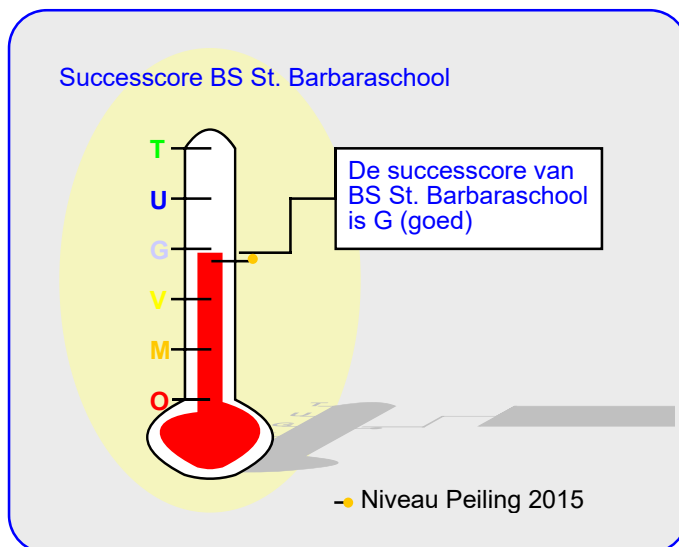 Successcore BS St. Barbaraschool
T
De successcore van
BS St. Barbaraschool
is G (goed)
U
G
V
M
O
Niveau Peiling 2015